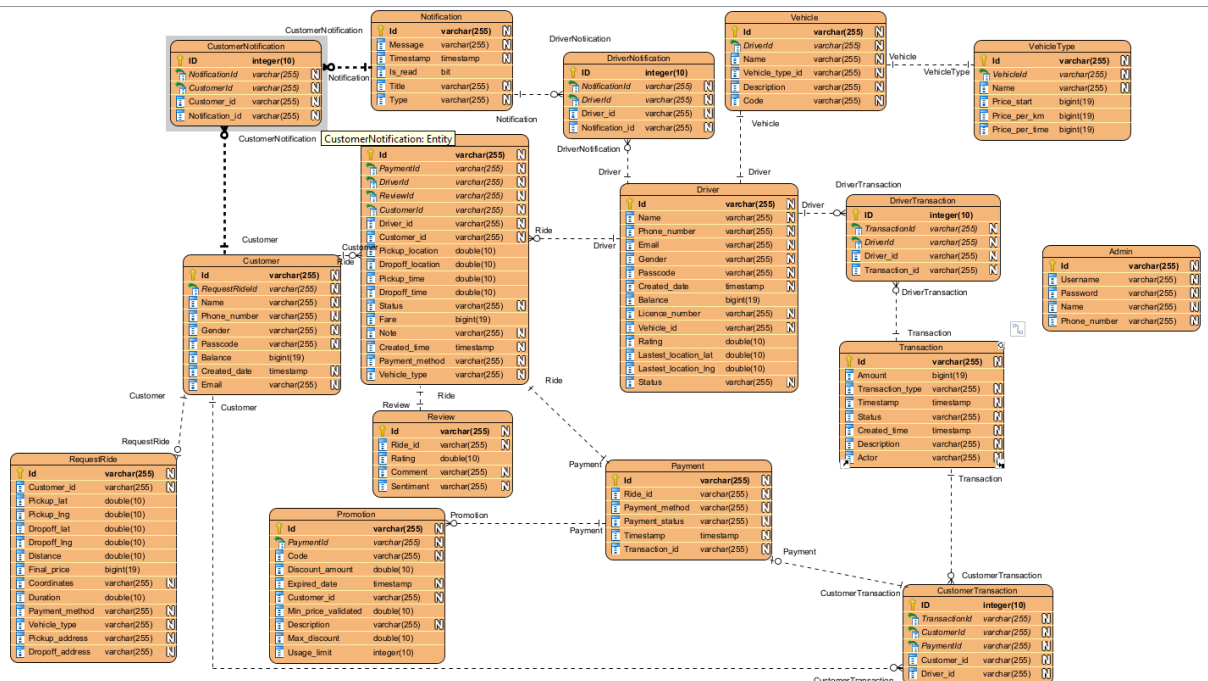 Notification
Id varchar(255) N
Message varchar(255) N
Timestamp timestamp N
Is_read bit
Title varchar(255) N
Type varchar(255) N
CustomerNotification
CustomerNotification
ID integer(10)
NotificationId varchar(255) N
CustomerId varchar(255) N
Customer_id varchar(255) N
Notification_id varchar(255) N
Notification
CustomerNotification
CustomerNotification: Entity
DriverNotiication
DriverNotification
ID integer(10)
NotificationId varchar(255) N
DriverId varchar(255) N
Driver_id varchar(255) N
Notification_id varchar(255) N
Notification
DriverNotification
Driver
Vehicle
Id varchar(255) N
DriverId varchar(255) N
Name varchar(255) N
Vehicle_type_id varchar(255) N
Description varchar(255) N
Code varchar(255) N
Vehicle
VehicleType
Vehicle
Driver
VehicleType
Id varchar(255) N
VehicleId varchar(255) N
Name varchar(255) N
Price_start bigint(19)
Price_per_km bigint(19)
Price_per_time bigint(19)
Id varchar(255) N
PaymentId varchar(255) N
DriverId varchar(255) N
ReviewId varchar(255) N
CustomerId varchar(255) N
Driver_id varchar(255) N
Customer_id varchar(255) N
Pickup_location double(10)
Dropoff_location double(10)
Pickup_time double(10)
Dropoff_time double(10)
Status varchar(255) N
Fare bigint(19)
Note varchar(255) N
Created_time timestamp N
Payment_method varchar(255) N
Vehicle_type varchar(255) N
Ride
Driver
Driver
Id varchar(255) N
Name varchar(255) N
Phone_number varchar(255) N
Email varchar(255) N
Gender varchar(255) N
Passcode varchar(255) N
Created_date timestamp N
Balance bigint(19)
Licence_number varchar(255) N
Vehicle_id varchar(255) N
Rating double(10)
Lastest_location_lat double(10)
Lastest_location_lng double(10)
Status varchar(255) N
Driver
DriverTransaction
DriverTransaction
ID integer(10)
TransactionId varchar(255) N
DriverId varchar(255) N
Driver_id varchar(255) N
Transaction_id varchar(255) N
DriverTransaction
Transaction
Admin
Id varchar(255) N
Username varchar(255) N
Password varchar(255) N
Name varchar(255) N
Phone_number varchar(255) N
Customer
Customer
Ride
Customer
Id varchar(255) N
RequestRideId varchar(255) N
Name varchar(255) N
Phone_number varchar(255) N
Gender varchar(255) N
Passcode varchar(255) N
Balance bigint(19)
Created_date timestamp N
Email varchar(255) N
Customer
Customer
RequestRide
Transaction
Id varchar(255) N
Amount bigint(19)
Transaction_type varchar(255) N
Timestamp timestamp N
Status varchar(255) N
Created_time timestamp N
Description varchar(255) N
Actor varchar(255)
Transaction
Ride
Review
Ride
Review
Id varchar(255) N
Ride_id varchar(255) N
Rating double(10)
Comment varchar(255) N
Sentiment varchar(255) N
RequestRide
Id varchar(255) N
Customer_id varchar(255) N
Pickup_lat double(10)
Pickup_lng double(10)
Dropoff_lat double(10)
Dropoff_lng double(10)
Distance double(10)
Final_price bigint(19)
Coordinates varchar(255) N
Duration double(10)
Payment_method varchar(255) N
Vehicle_type varchar(255) N
Pickup_address varchar(255) N
Dropoff_address varchar(255) N
Payment
Payment
Id varchar(255) N
Ride_id varchar(255) N
Payment_method varchar(255) N
Payment_status varchar(255) N
Timestamp timestamp N
Transaction_id varchar(255) N
Promotion
Payment
Payment
CustomerTransaction
Promotion
Id varchar(255) N
PaymentId varchar(255) N
Code varchar(255) N
Discount_amount double(10)
Expired_date timestamp N
Customer_id varchar(255) N
Min_price_validated double(10)
Description varchar(255) N
Max_discount double(10)
Usage_limit integer(10)
CustomerTransaction
CustomerTransaction
ID integer(10)
TransactionId varchar(255) N
CustomerId varchar(255) N
PaymentId varchar(255) N
Customer_id varchar(255) N
Driver_id varchar(255) N
CustomerTransaction